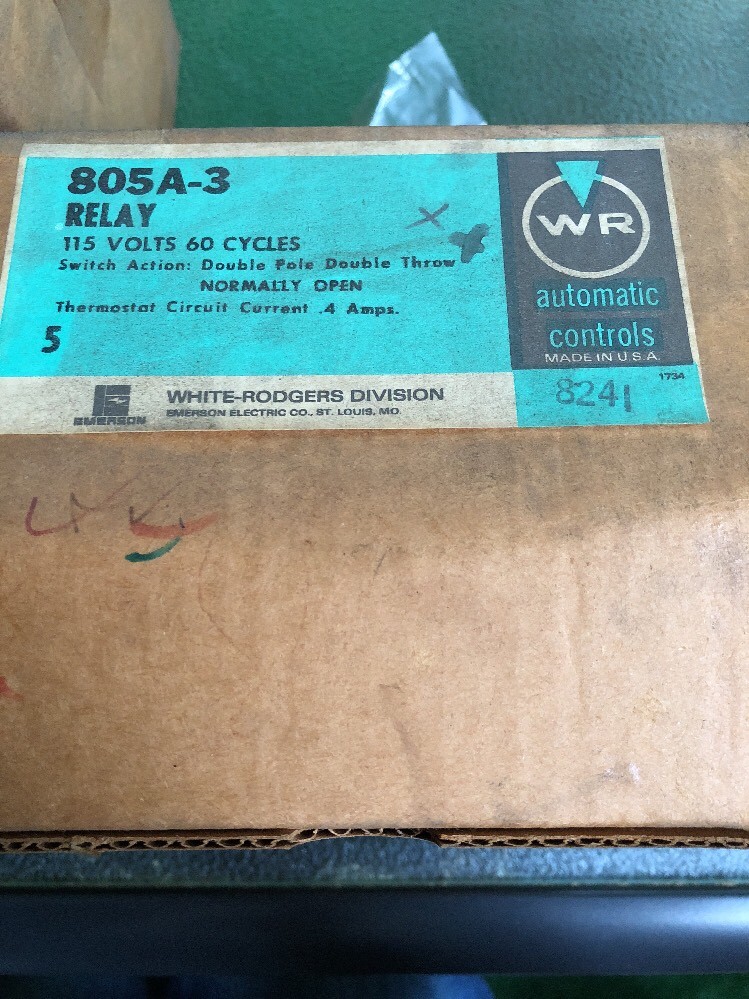 805A-3
RELAY
115 VOLTS 60 CYCLES
Switch Action: Double Pole Double Throw
NORMALLY OPEN
Thermostat Circuit Current .4 Amps.
5
WR
automatic
controls
MADE IN U.S.A.
1734
8241
EMERSON
WHITE-RODGERS DIVISION
EMERSON ELECTRIC CO., ST. LOUIS, MO.